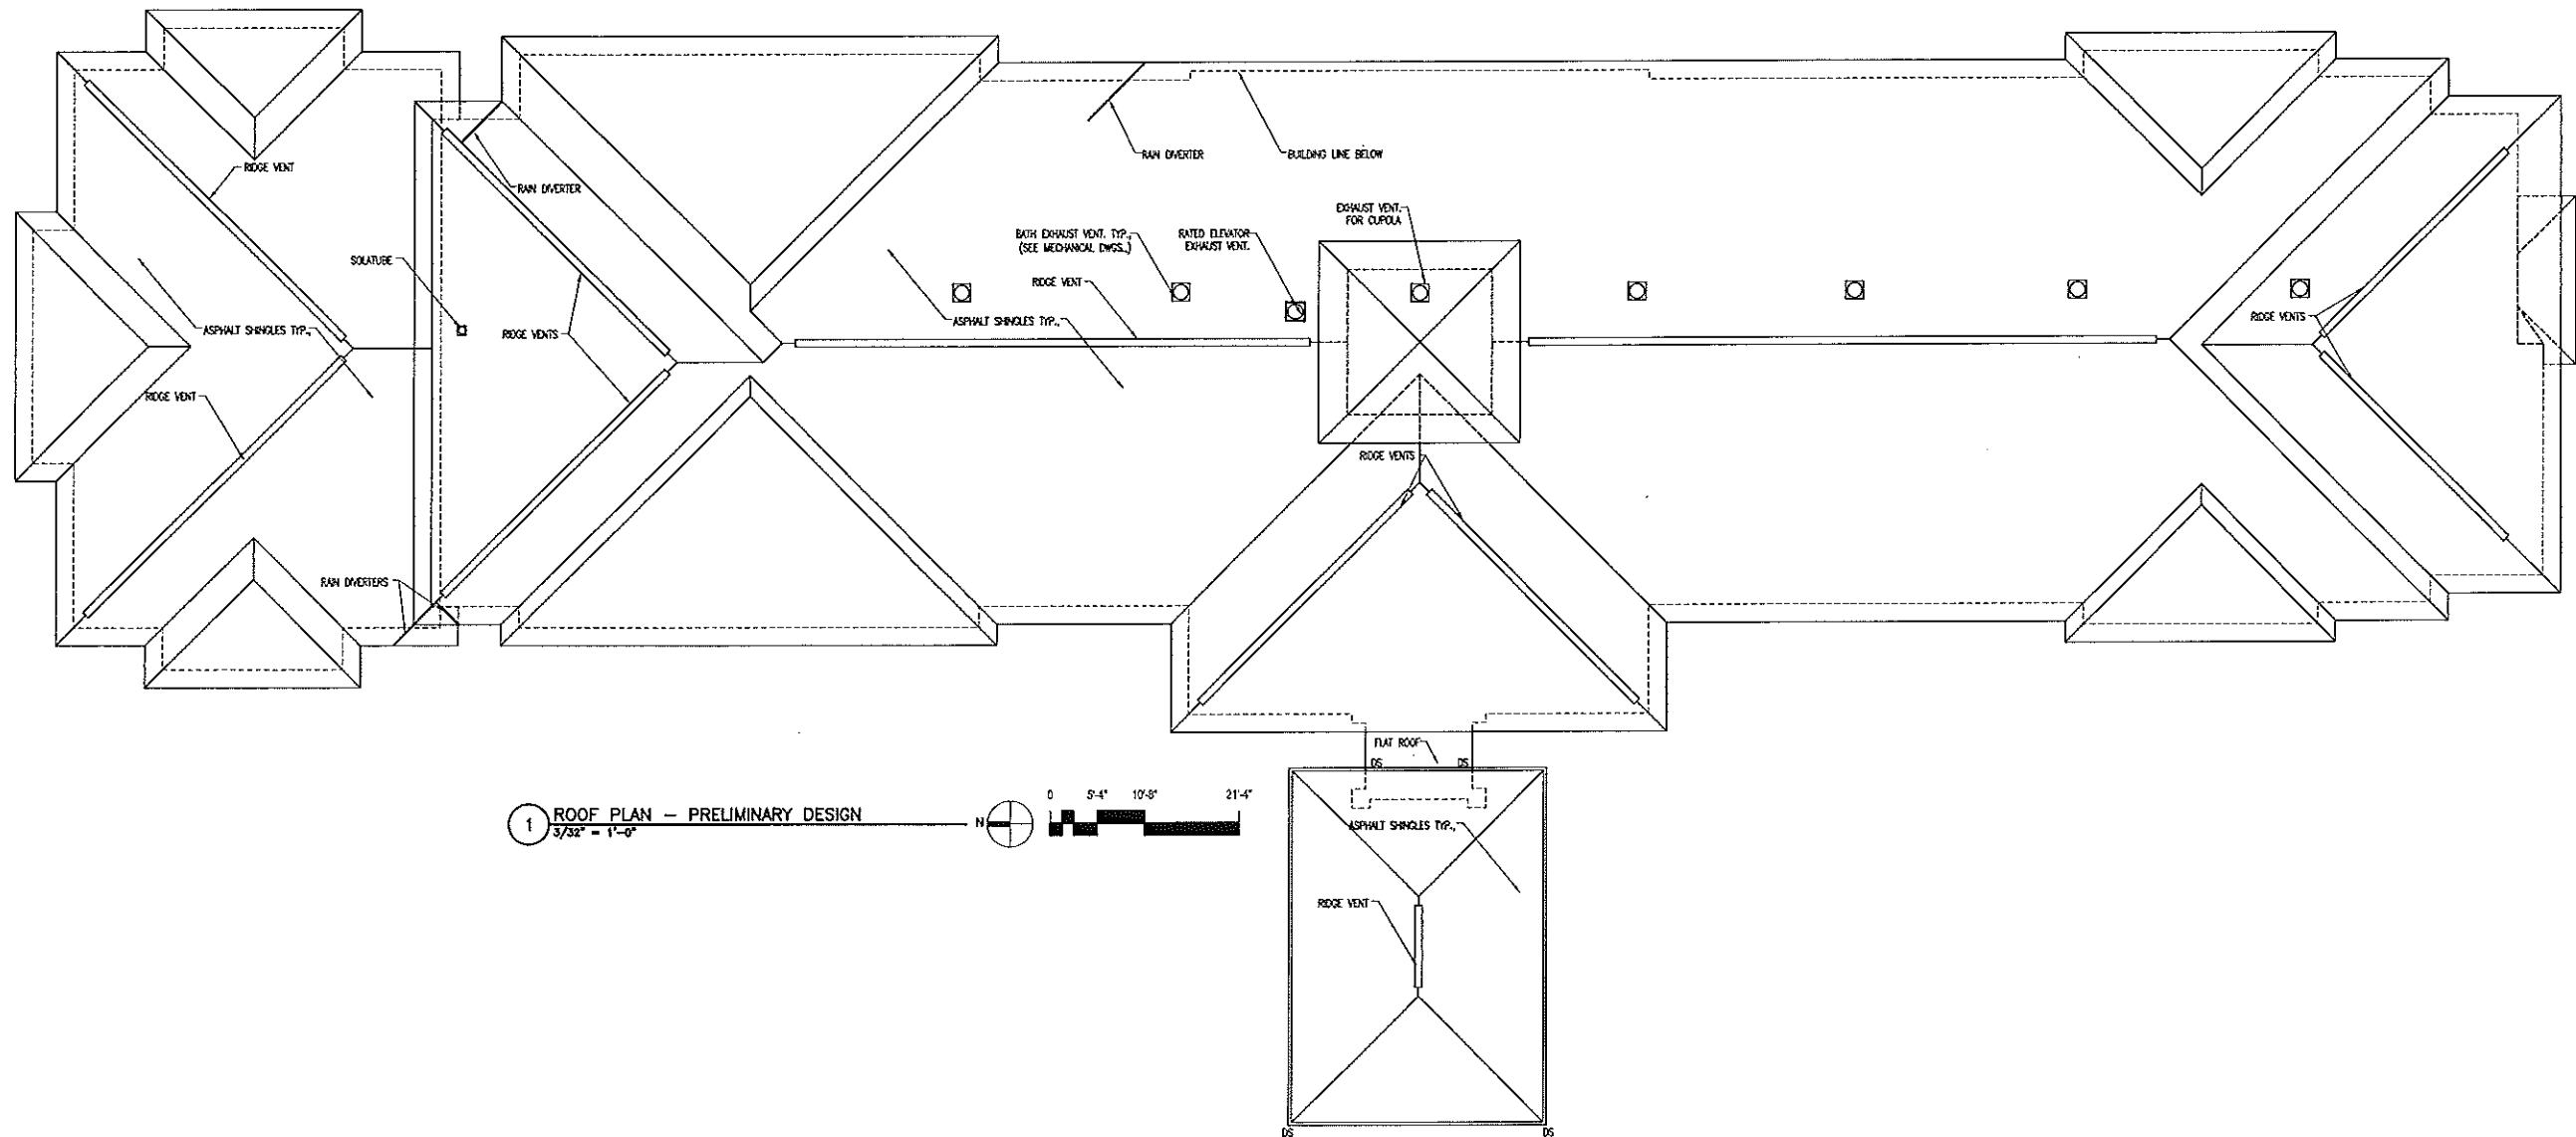 RIDGE VENT
RAIN DIVERTER
RAIN DIVERTER
BUILDING LINE BELOW
SOLATUBE
BATH EXHAUST VENT. TYP.,
(SEE MECHANICAL DWGS.,)
RATED ELEVATOR
EXHAUST VENT.
EXHAUST VENT.
FOR CUPOLA
RIDGE VENT
ASPHALT SHINGLES TYP.,
RIDGE VENTS
ASPHALT SHINGLES TYP.,
RIDGE VENTS
RIDGE VENT
RIDGE VENTS
RAIN DIVERTERS
FLAT ROOF
DS
DS
1
ROOF PLAN – PRELIMINARY DESIGN
3/32" = 1'-0"
N
0 5'-4" 10'-8" 21'-4"
ASPHALT SHINGLES TYP.,
RIDGE VENT
DS
DS